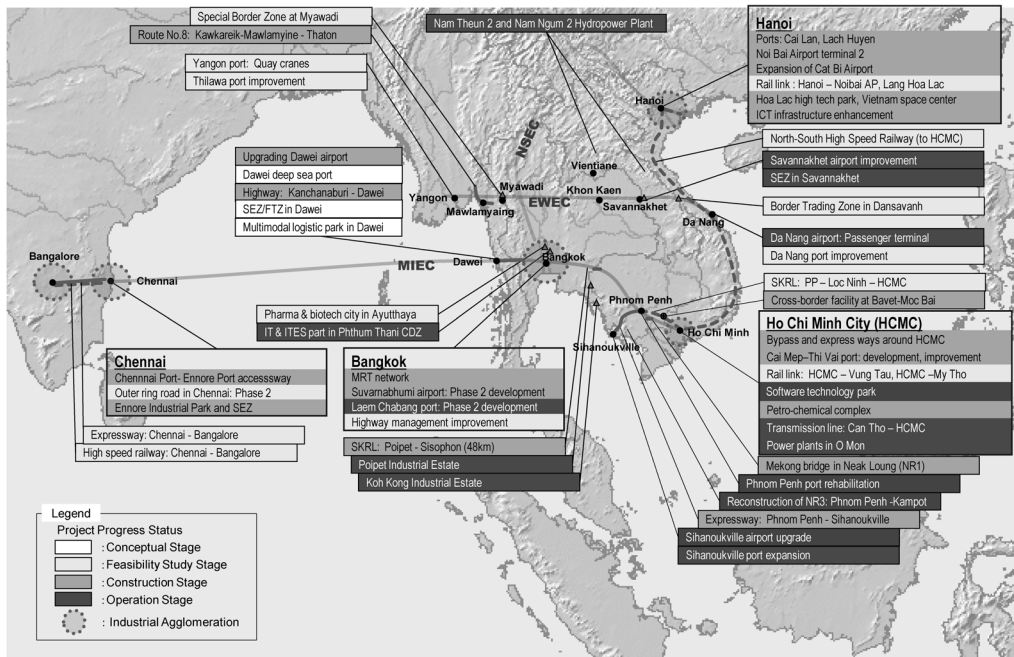 Special Border Zone at Myawadi
Route No.8: Kawkareik-Mawlamyine - Thaton
Yangon port: Quay cranes
Thilawa port improvement
Nam Theun 2 and Nam Ngum 2 Hydropower Plant
Hanoi
Ports: Cai Lan, Lach Huyen
Noi Bai Airport terminal 2
Expansion of Cat Bi Airport
Rail link : Hanoi – Noibai AP, Lang Hoa Lac
Hoa Lac high tech park, Vietnam space center
ICT infrastructure enhancement
Hanoi
NSEC
North-South High Speed Railway (to HCMC)
Savannakhet airport improvement
SEZ in Savannakhet
Border Trading Zone in Dansavanh
Da Nang airport: Passenger terminal
Da Nang port improvement
Upgrading Dawei airport
Dawei deep sea port
Highway: Kanchanaburi - Dawei
SEZ/FTZ in Dawei
Multimodal logistic park in Dawei
Vientiane
Myawadi
Khon Kaen
Yangon
EWEC
Savannakhet
Mawlamyaing
Da Nang
Bangalore
Chennai
MIEC
Dawei
Bangkok
Phnom Penh
Sihanoukville
Ho Chi Minh
SKRL: PP – Loc Ninh – HCMC
Cross-border facility at Bavet-Moc Bai
Pharma & biotech city in Ayutthaya
IT & ITES part in Phthum Thani CDZ
Chennai
Chennnai Port- Ennore Port accesssway
Outer ring road in Chennai: Phase 2
Ennore Industrial Park and SEZ
Expressway: Chennai - Bangalore
High speed railway: Chennai - Bangalore
Bangkok
MRT network
Suvarnabhumi airport: Phase 2 development
Laem Chabang port: Phase 2 development
Highway management improvement
SKRL: Poipet - Sisophon (48km)
Poipet Industrial Estate
Koh Kong Industrial Estate
Ho Chi Minh City (HCMC)
Bypass and express ways around HCMC
Cai Mep–Thi Vai port: development, improvement
Rail link: HCMC – Vung Tau, HCMC –My Tho
Software technology park
Petro-chemical complex
Transmission line: Can Tho – HCMC
Power plants in O Mon
Mekong bridge in Neak Loung (NR1)
Phnom Penh port rehabilitation
Reconstruction of NR3: Phnom Penh -Kampot
Expressway: Phnom Penh - Sihanoukville
Sihanoukville airport upgrade
Sihanoukville port expansion
Legend
Project Progress Status
: Conceptual Stage
: Feasibility Study Stage
: Construction Stage
: Operation Stage
: Industrial Agglomeration